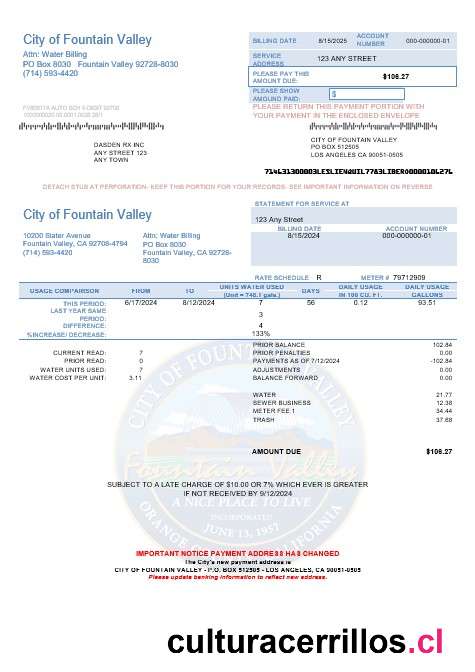 City of Fountain Valley
Attn: Water Billing
PO Box 8030 Fountain Valley 92728-8030
(714) 593-4420
BILLING DATE 8/15/2025 ACCOUNT NUMBER 000-000000-01
SERVICE ADDRESS 123 ANY STREET
PLEASE PAY THIS AMOUNT DUE: $106.27
PLEASE SHOW AMOUND PAID: $
PLEASE RETURN THIS PAYMENT PORTION WITH
YOUR PAYMENT IN THE ENCLOSED ENVELOPE
DASDEN RX INC
ANY STREET 123
ANY TOWN
CITY OF FOUNTAIN VALLEY
PO BOX 512505
LOS ANGELES CA 90051-0505
DETACH STUB AT PERFORATION- KEEP THIS PORTION FOR YOUR RECORDS- SEE IMPORTANT INFORMATION ON REVERSE
City of Fountain Valley
10200 Slater Avenue
Fountain Valley, CA 92708-4794
(714) 593-4420
Attn: Water Billing
PO BOX 8030
Fountain Valley, CA 92728-
8030
STATEMENT FOR SERVICE AT
123 Any Street
BILLING DATE ACCOUNT NUMBER
8/15/2024 000-000000-01
RATE SCHEDULE R METER # 79712909
USAGE COMPARISON FROM TO UNITS WATER USED (Unit = 748.1 gals.) DAYS DAILY USAGE IN 100 CU. FT. DAILY USAGE GALLONS
THIS PERIOD: 6/17/2024 8/12/2024 7 56 0.12 93.51
LAST YEAR SAME
PERIOD: 3
DIFFERENCE: 4
%INCREASE/ DECREASE: 133%
CURRENT READ: 7
PRIOR READ: 0
WATER UNITS USED: 7
WATER COST PER UNIT: 3.11
PRIOR BALANCE 102.84
PRIOR PENALTIES 0.00
PAYMENTS AS OF 7/12/2024 -102.84
ADJUSTMENTS 0.00
BALANCE FORWARD 0.00
WATER 21.77
SEWER BUSINESS 12.38
METER FEE 1 34.44
TRASH 37.68
AMOUNT DUE $106.27
CITY OF FOUNTAIN VALLEY
Fountain Valley
A NICE PLACE TO LIVE
INCORPORATED
JUNE 13, 1957
ORANGE COUNTY CALIFORNIA
SUBJECT TO A LATE CHARGE OF $10.00 OR 7% WHICH EVER IS GREATER
IF NOT RECEIVED BY 9/12/2024
IMPORTANT NOTICE PAYMENT ADDRESS HAS CHANGED
The City's new payment address is
CITY OF FOUNTAIN VALLEY - P.O. BOX 512505 - LOS ANGELES, CA 90051-0505
Please update banking information to reflect new address.
culturacerrillos.cl